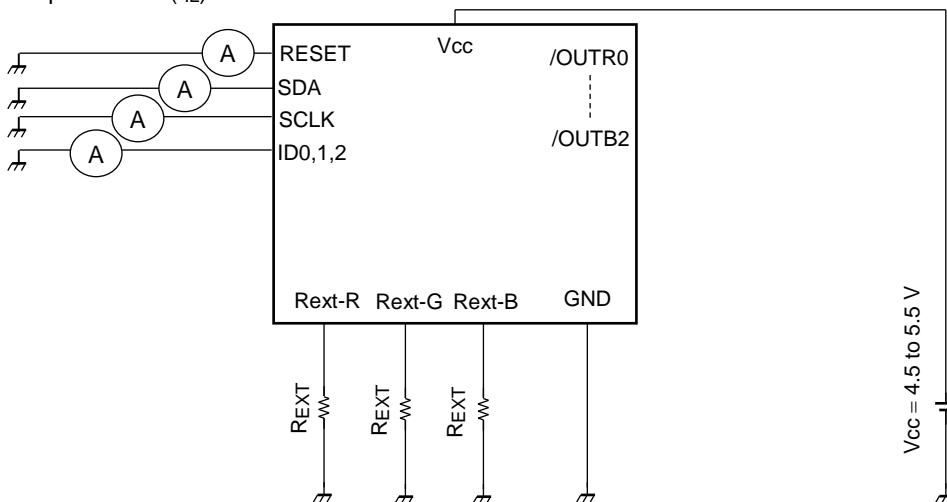 Vcc
/OUTR0
A
RESET
A
SDA
A
SCLK
/OUTB2
A
ID0,1,2
Rext-R
Rext-G
Rext-B
GND
REXT
REXT
REXT
Vcc = 4.5 to 5.5 V